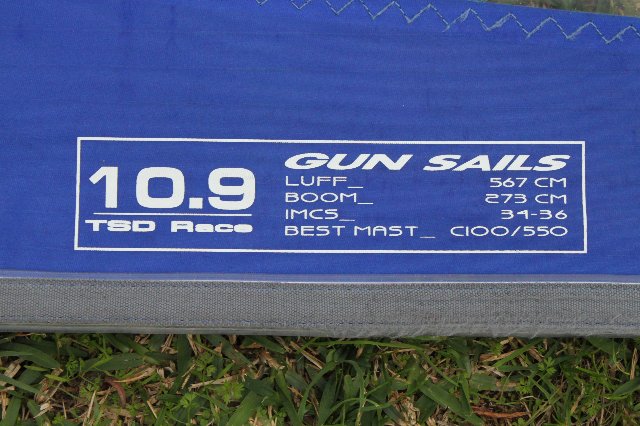 10.9
TSD Race
GUN SAILS
LUFF_ 567 CM
BOOM_ 273 CM
IMCS_ 34-36
BEST MAST_ C100/550